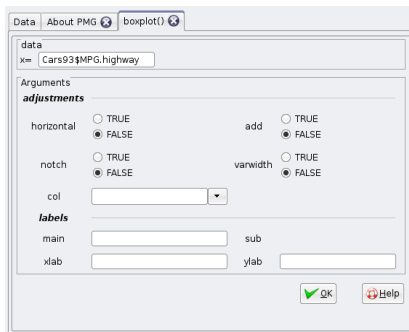 Data About PMG boxplot()
data
x= Cars93$MPG.highway
Arguments
adjustments
horizontal TRUE FALSE add TRUE FALSE
notch TRUE FALSE varwidth TRUE FALSE
col
labels
main sub
xlab ylab
OK Help